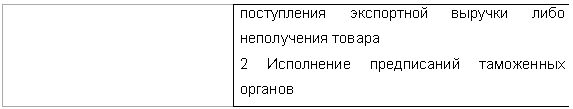 поступления экспортной выручки либо
неполучения товара
2 Исполнение предписаний таможенных
органов